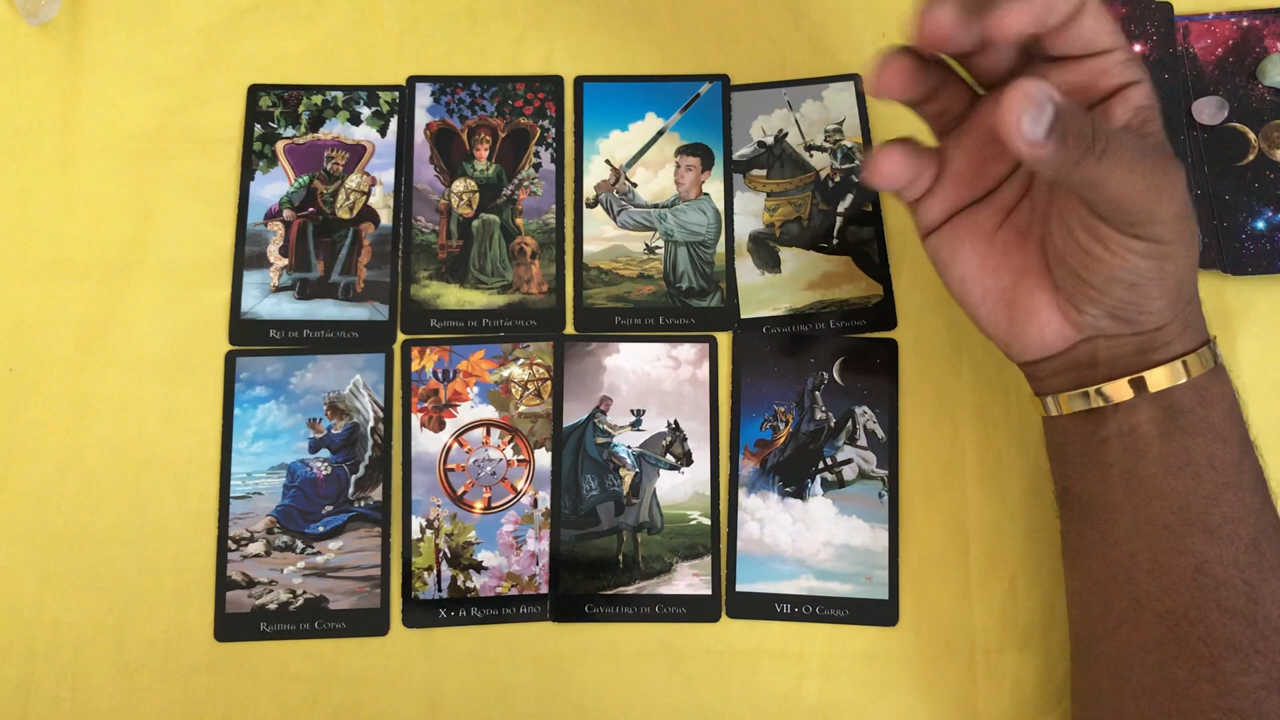 Rei de Pentáculos
Rainha de Pentáculos
Pajem de Espadas
Cavaleiro de Espadas
Rainha de Copas
X • A Roda do Ano
Cavaleiro de Copas
VII • O Carro